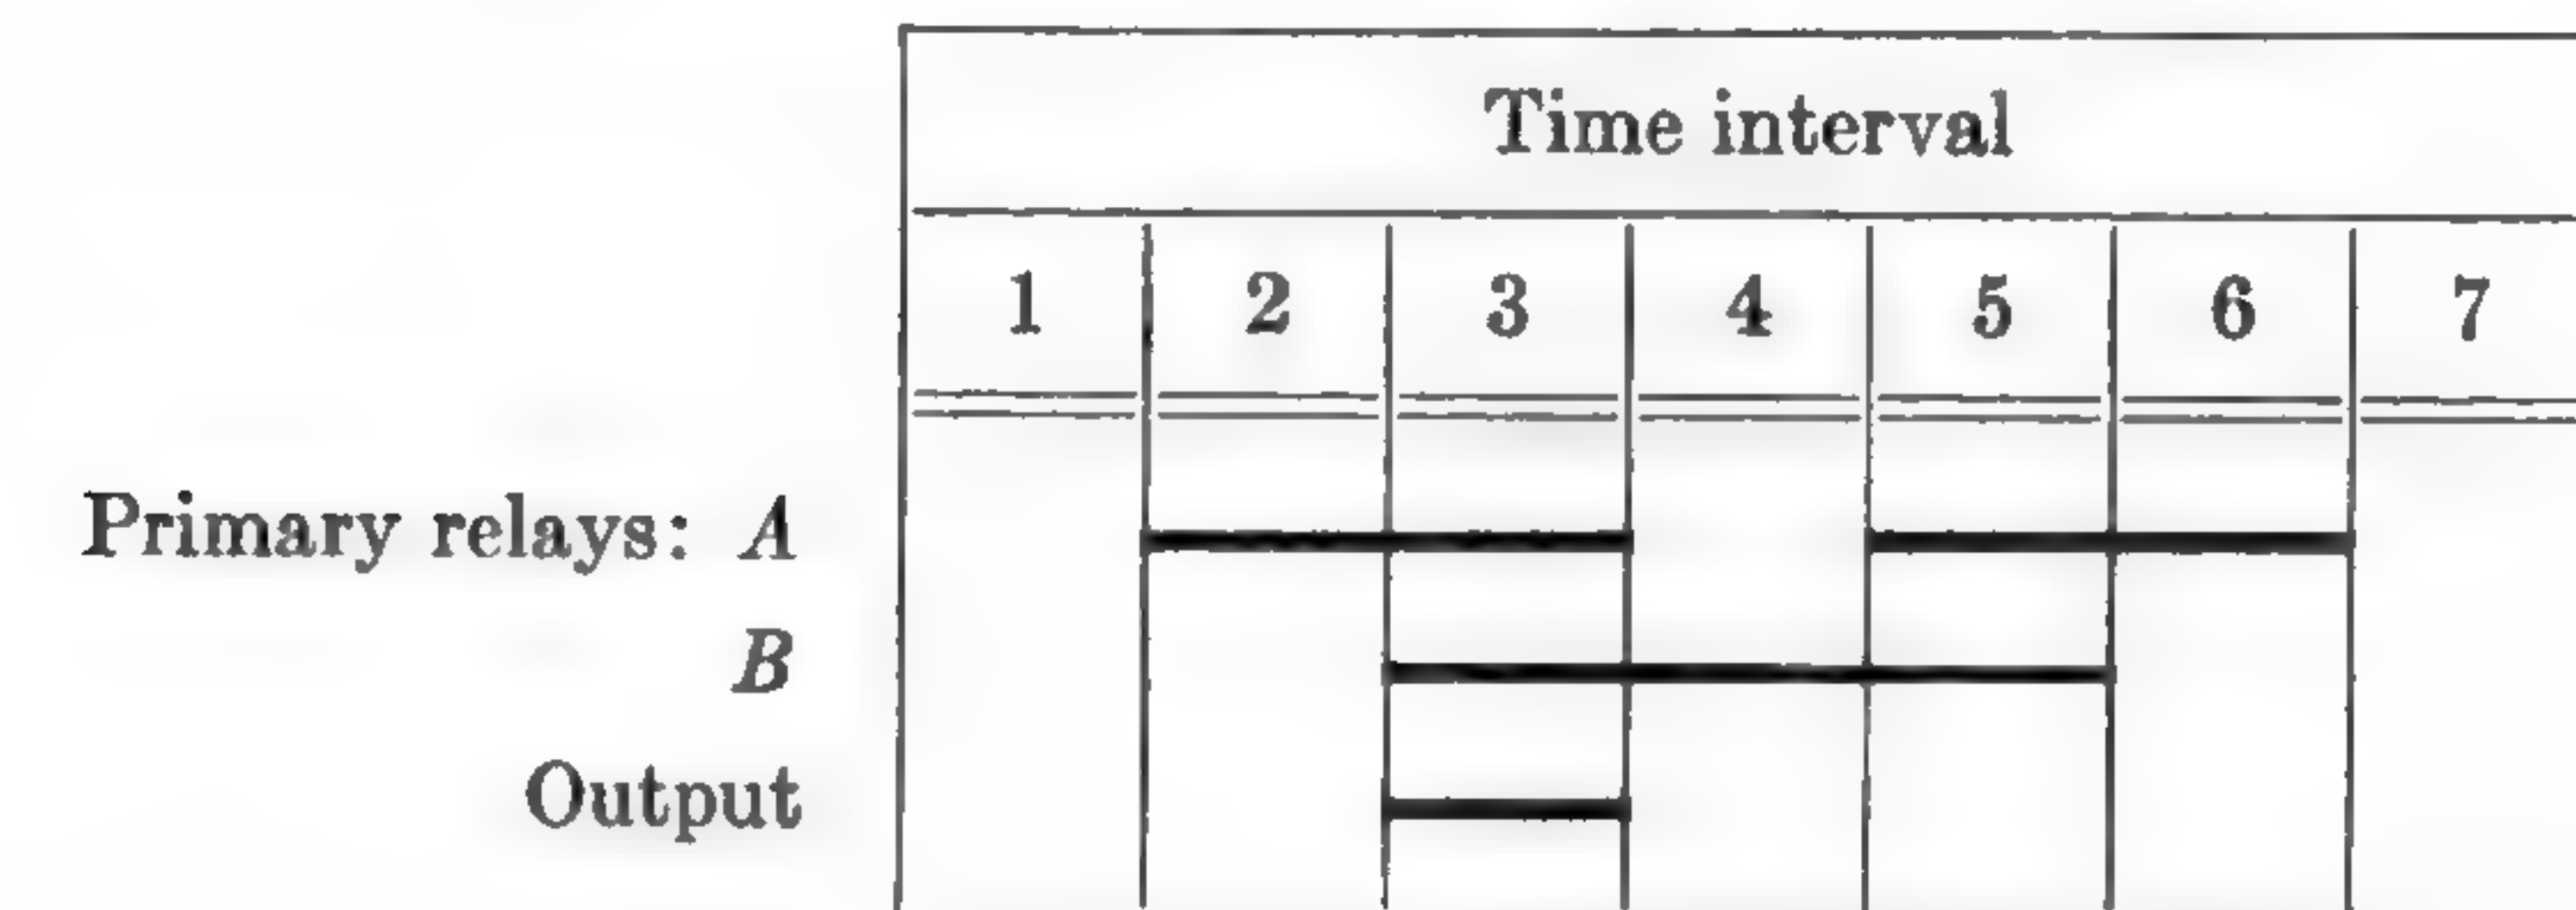 Time interval
1 2 3 4 5 6 7
Primary relays: A
B
Output